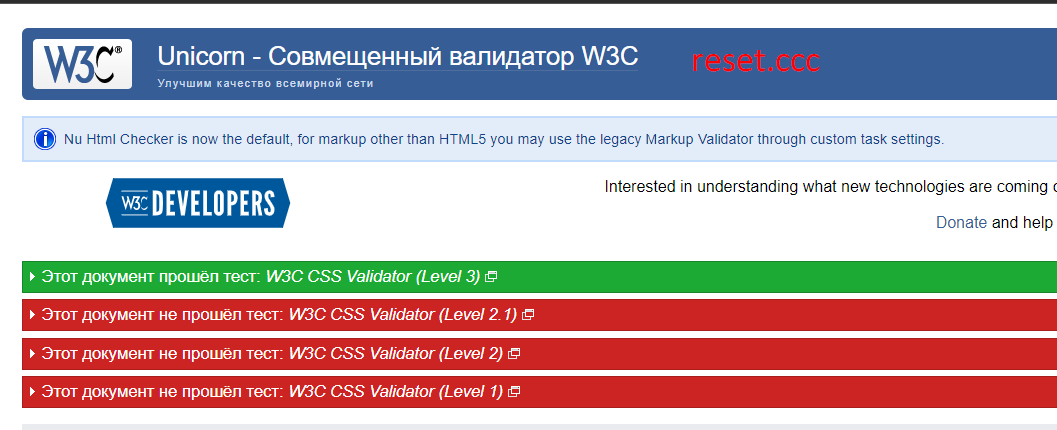 W3C®
Unicorn - Совмещенный валидатор W3C
reset.ccc
Улучшим качество всемирной сети
Nu Html Checker is now the default, for markup other than HTML5 you may use the legacy Markup Validator through custom task settings.
W3C DEVELOPERS
Interested in understanding what new technologies are coming
Donate and help
Этот документ прошёл тест: W3C CSS Validator (Level 3)
Этот документ не прошёл тест: W3C CSS Validator (Level 2.1)
Этот документ не прошёл тест: W3C CSS Validator (Level 2)
Этот документ не прошёл тест: W3C CSS Validator (Level 1)